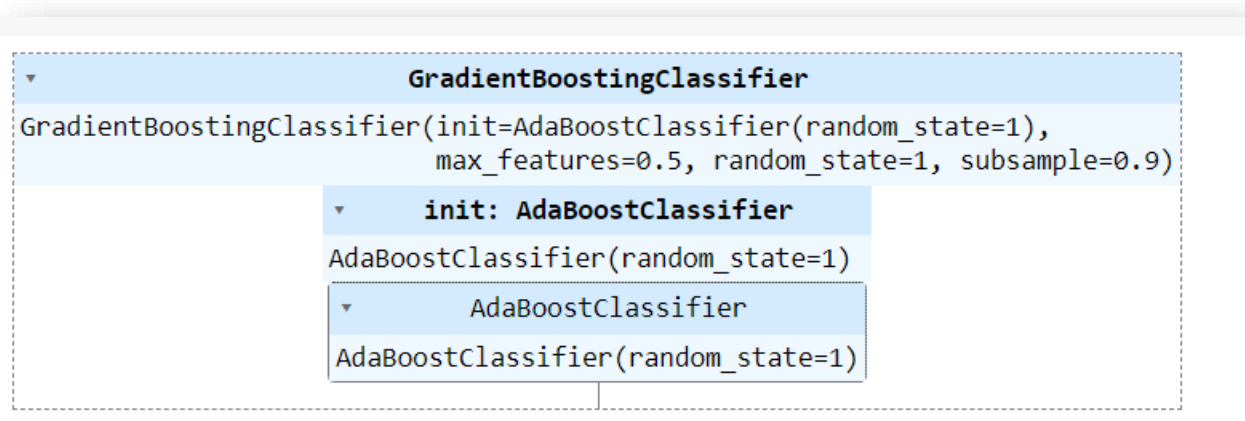 GradientBoostingClassifier
GradientBoostingClassifier(init=AdaBoostClassifier(random_state=1),
max_features=0.5, random_state=1, subsample=0.9)
init: AdaBoostClassifier
AdaBoostClassifier(random_state=1)
AdaBoostClassifier
AdaBoostClassifier(random_state=1)